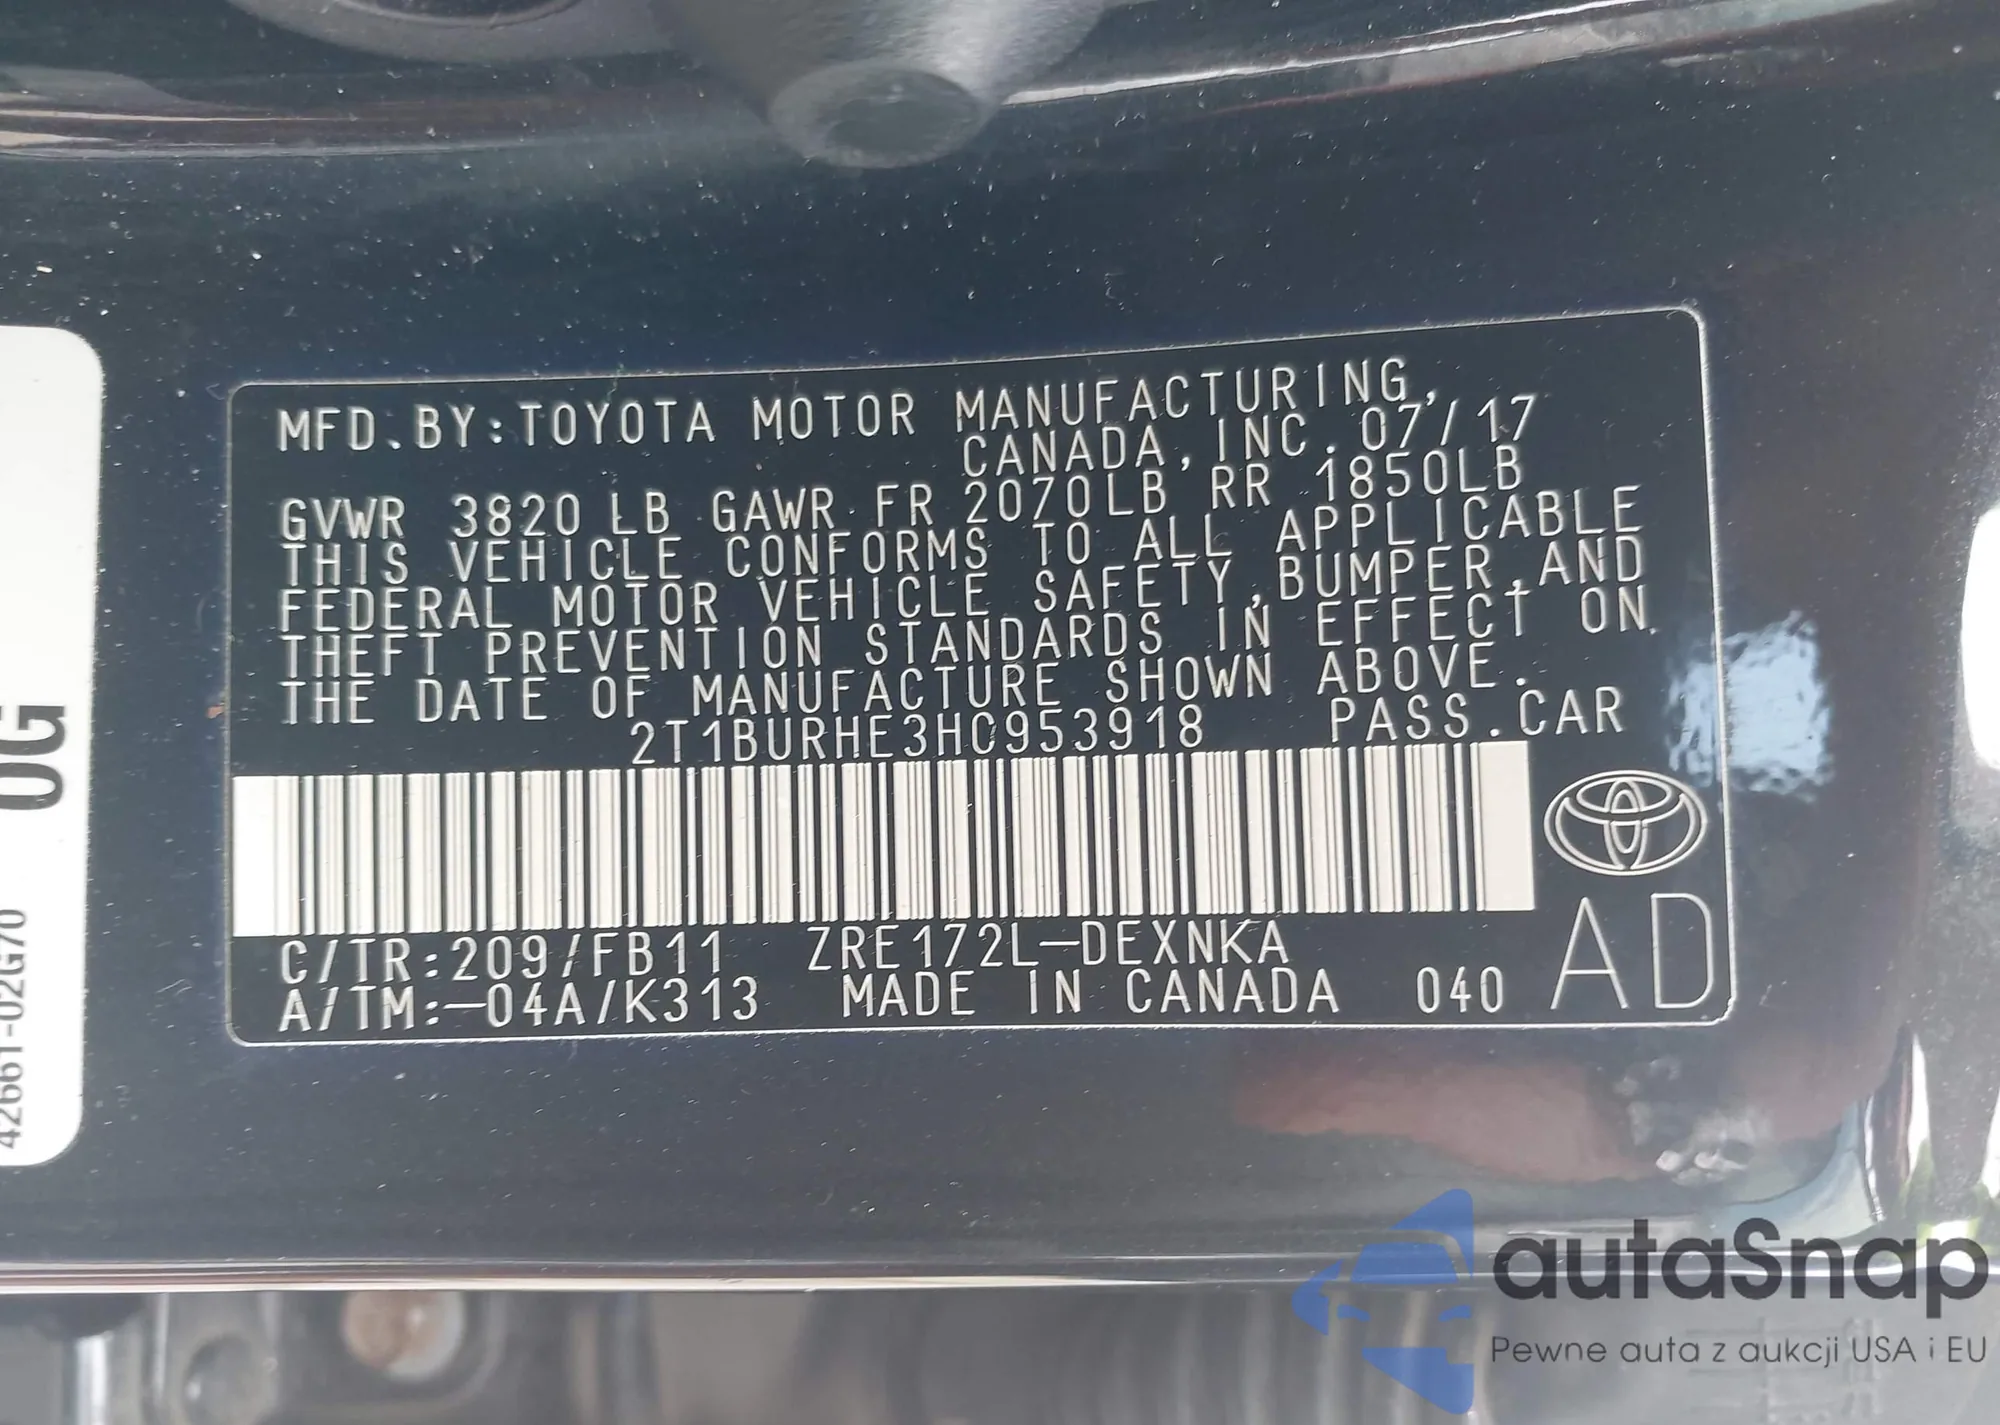 MFD.BY:TOYOTA MOTOR MANUFACTURING,
CANADA,INC.07/17
GVWR 3820 LB GAWR FR 2070LB RR 1850LB
THIS VEHICLE CONFORMS TO ALL APPLICABLE
FEDERAL MOTOR VEHICLE SAFETY,BUMPER,AND
THEFT PREVENTION STANDARDS IN EFFECT ON
THE DATE OF MANUFACTURE SHOWN ABOVE.
2T1BURHE3HC953918 PASS.CAR
C/TR:209/FB11 ZRE172L-DEXNKA
A/TM:-04A/K313 MADE IN CANADA 040
AD
0G
42661-02G70
autaSnap
Pewne auta z aukcji USA i EU